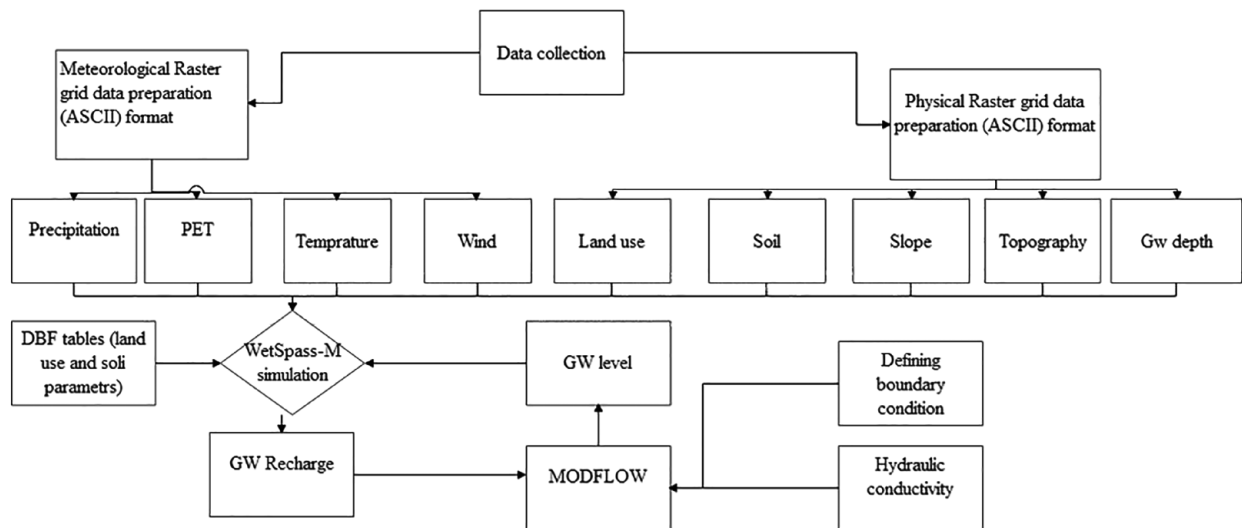 Data collection
Meteorological Raster
grid data preparation
(ASCII) format
Physical Raster grid data
preparation (ASCII) format
Precipitation
PET
Temprature
Wind
Land use
Soil
Slope
Topography
Gw depth
DBF tables (land
use and soli
parametrs)
WetSpass-M
simulation
GW level
Defining
boundary
condition
GW Recharge
MODFLOW
Hydraulic
conductivity